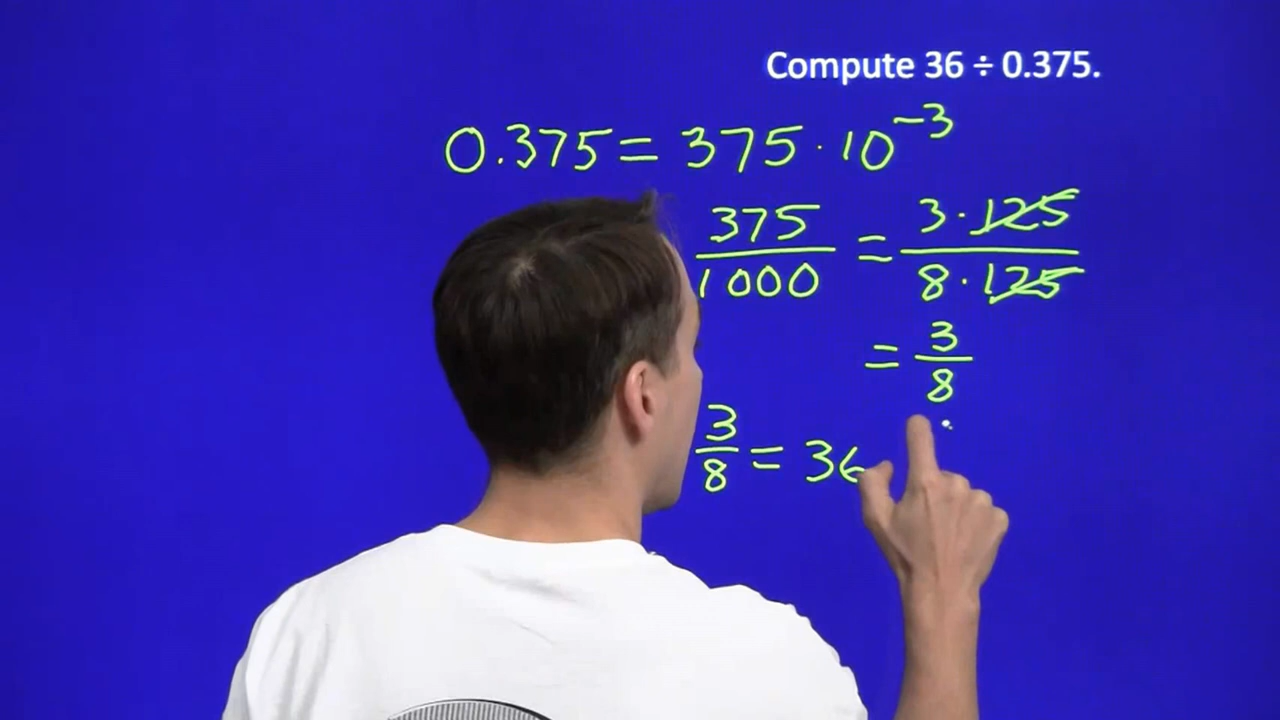 Compute 36 ÷ 0.375.
0.375 = 375 · 10⁻³
375/1000 = 3 · 125/8 · 125
= 3/8
3/8 = 36